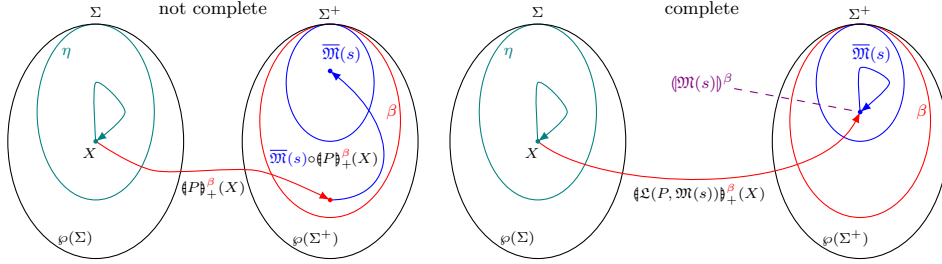 not complete
complete
Σ
Σ⁺
Σ
Σ⁺
η
𝔐̅(s)
β
X
𝔐̅(s)∘⦇P⦈₊^β(X)
⦇P⦈₊^β(X)
℘(Σ)
℘(Σ⁺)
η
𝔐̅(s)
⦇𝔐(s)⦈^β
β
X
⦇𝔏(P, 𝔐(s))⦈₊^β(X)
℘(Σ)
℘(Σ⁺)